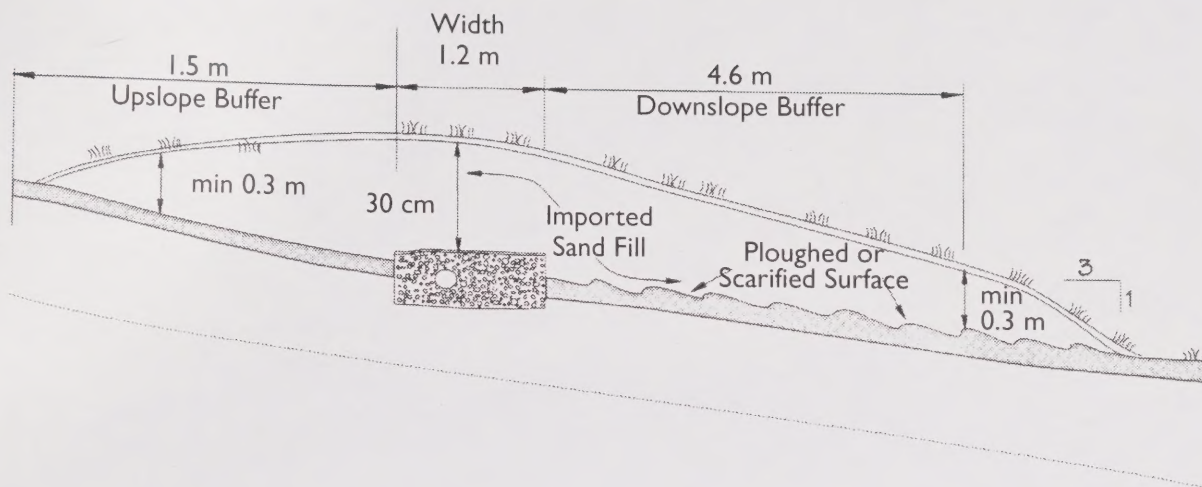 Width
1.2 m
1.5 m
Upslope Buffer
4.6 m
Downslope Buffer
min 0.3 m
30 cm
Imported
Sand Fill
Ploughed or
Scarified Surface
min
0.3 m
3
1